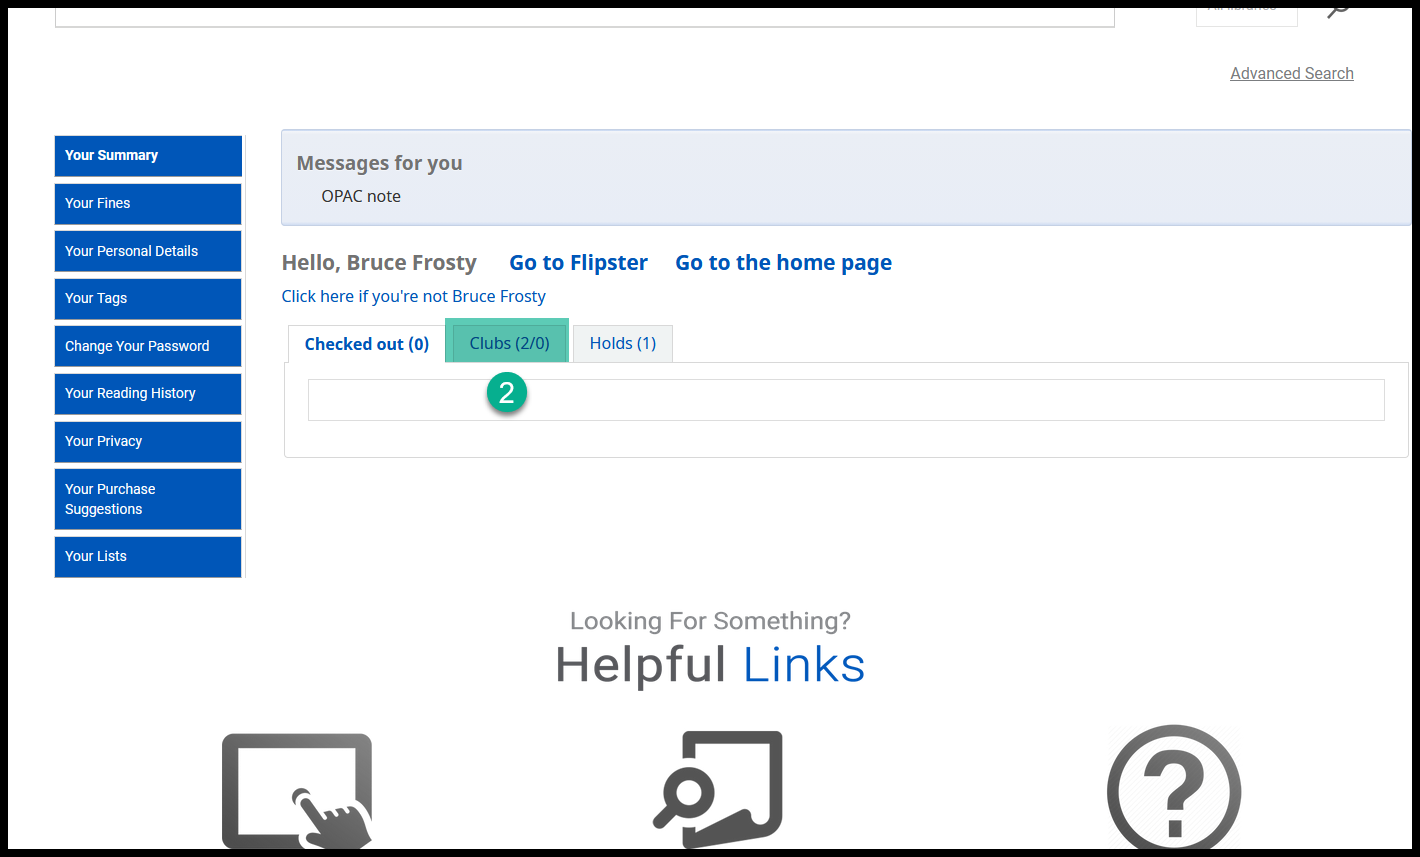 Advanced Search
Your Summary
Your Fines
Your Personal Details
Your Tags
Change Your Password
Your Reading History
Your Privacy
Your Purchase
Suggestions
Your Lists
Messages for you
OPAC note
Hello, Bruce Frosty Go to Flipster Go to the home page
Click here if you're not Bruce Frosty
Checked out (0) Clubs (2/0) Holds (1)
2
Looking For Something?
Helpful Links